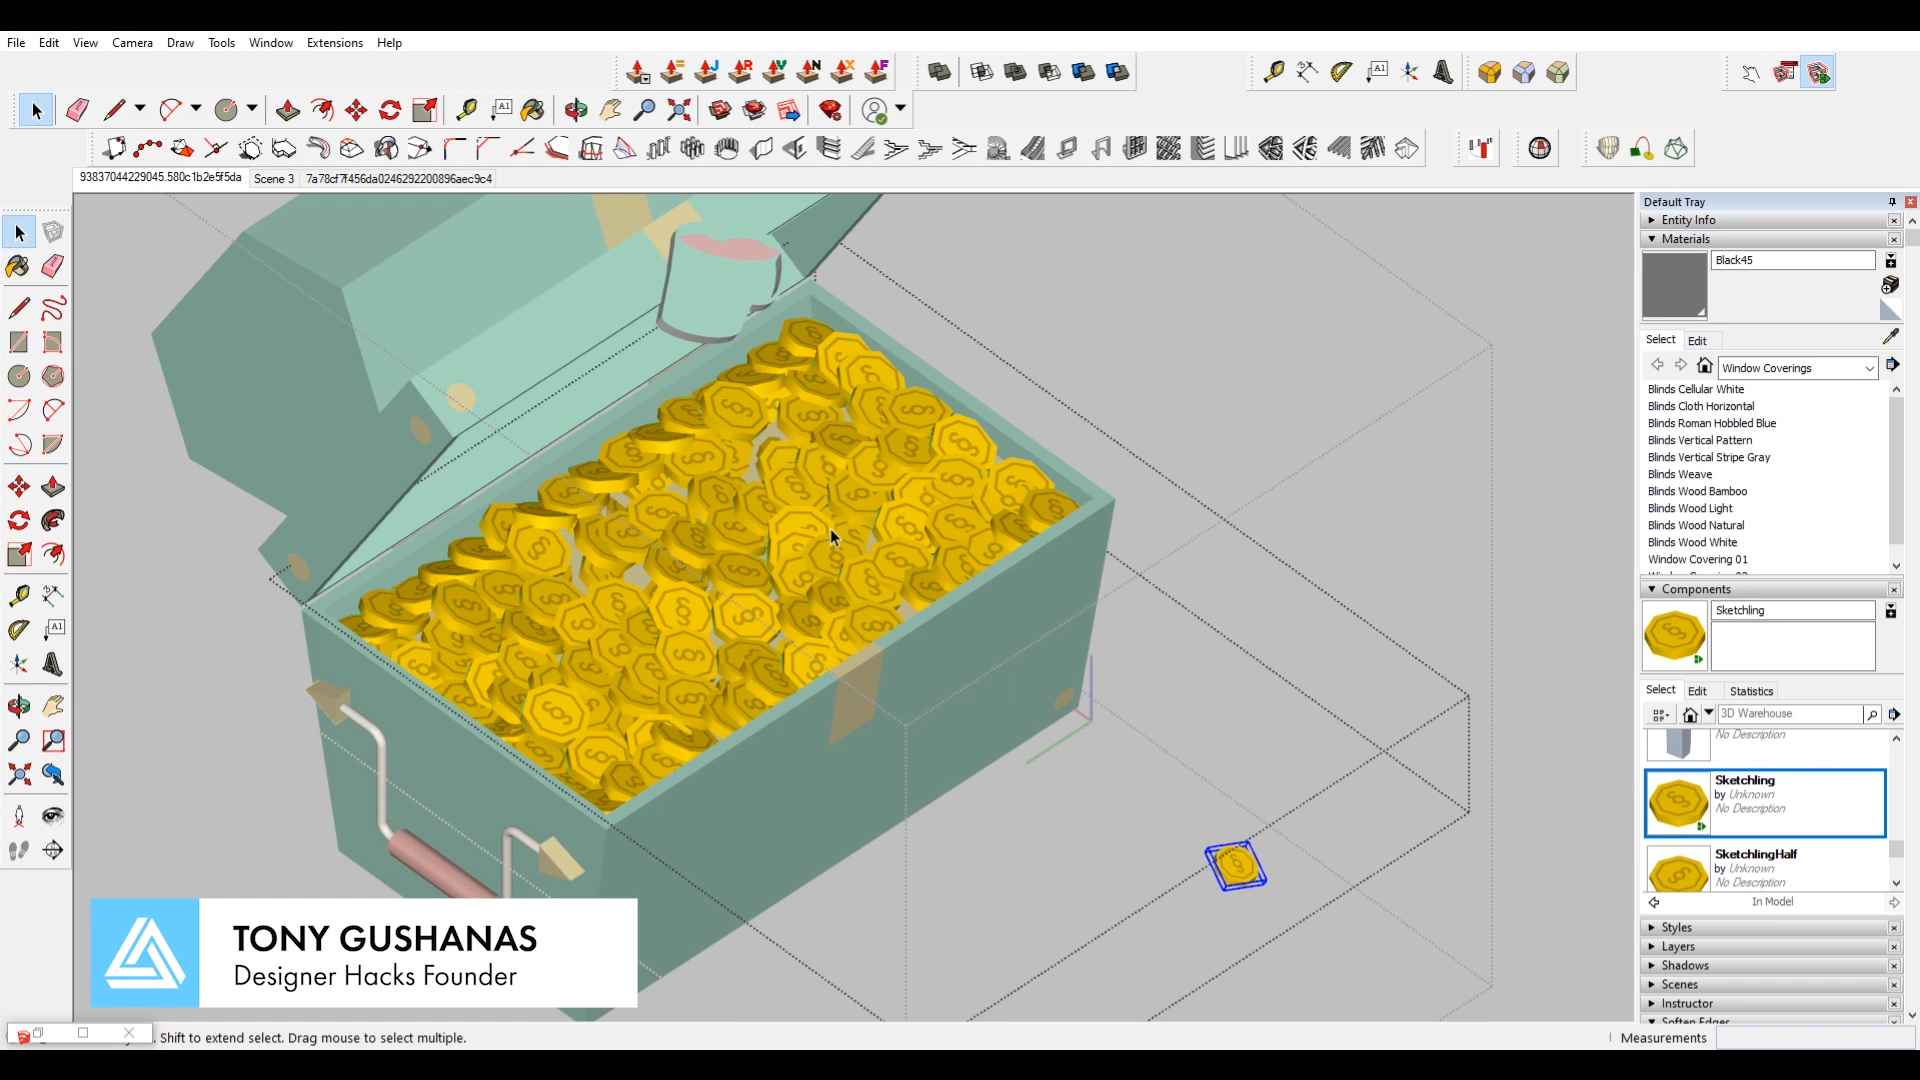 File Edit View Camera Draw Tools Window Extensions Help
= J R V N X F
A1
A1
93837044229045.580c1b2e5f5da Scene 3 7a78cf7f456da0246292200896aec9c4
Default Tray
Entity Info
Materials
Black45
Select Edit
Window Coverings
Blinds Cellular White
Blinds Cloth Horizontal
Blinds Roman Hobbled Blue
Blinds Vertical Pattern
Blinds Vertical Stripe Gray
Blinds Weave
Blinds Wood Bamboo
Blinds Wood Light
Blinds Wood Natural
Blinds Wood White
Window Covering 01
Components
Sketchling
A1
Select Edit Statistics
3D Warehouse
No Description
Sketchling
by Unknown
No Description
SketchlingHalf
by Unknown
No Description
In Model
Styles
Layers
Shadows
Scenes
Instructor
Soften Edges
TONY GUSHANAS
Designer Hacks Founder
. Shift to extend select. Drag mouse to select multiple.
Measurements